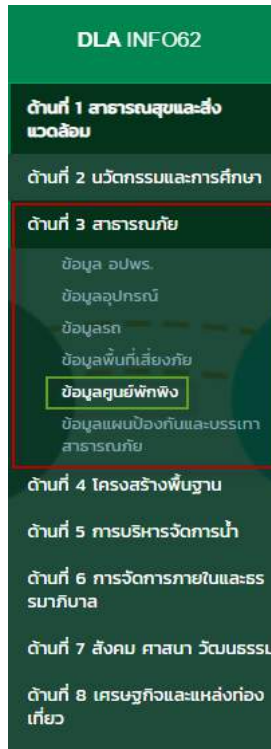 DLA INFO62
ด้านที่ 1 สาธารณสุขและสิ่ง
แวดล้อม
ด้านที่ 2 นวัตกรรมและการศึกษา
ด้านที่ 3 สาธารณภัย
ข้อมูล อปพร.
ข้อมูลอุปกรณ์
ข้อมูลรถ
ข้อมูลพื้นที่เสี่ยงภัย
ข้อมูลศูนย์พักพิง
ข้อมูลแผนป้องกันและบรรเทา
สาธารณภัย
ด้านที่ 4 โครงสร้างพื้นฐาน
ด้านที่ 5 การบริหารจัดการน้ำ
ด้านที่ 6 การจัดการภายในและธร
รมาภิบาล
ด้านที่ 7 สังคม ศาสนา วัฒนธรรม
ด้านที่ 8 เศรษฐกิจและแหล่งท่อง
เที่ยว